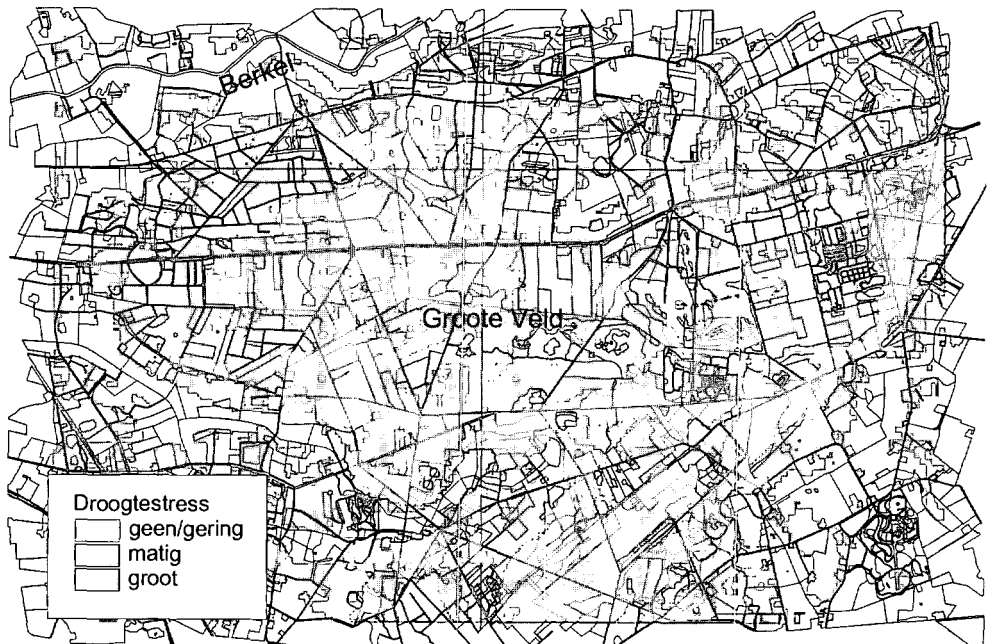 Berkel
Groote Veld
Droogtestress
geen/gering
matig
groot